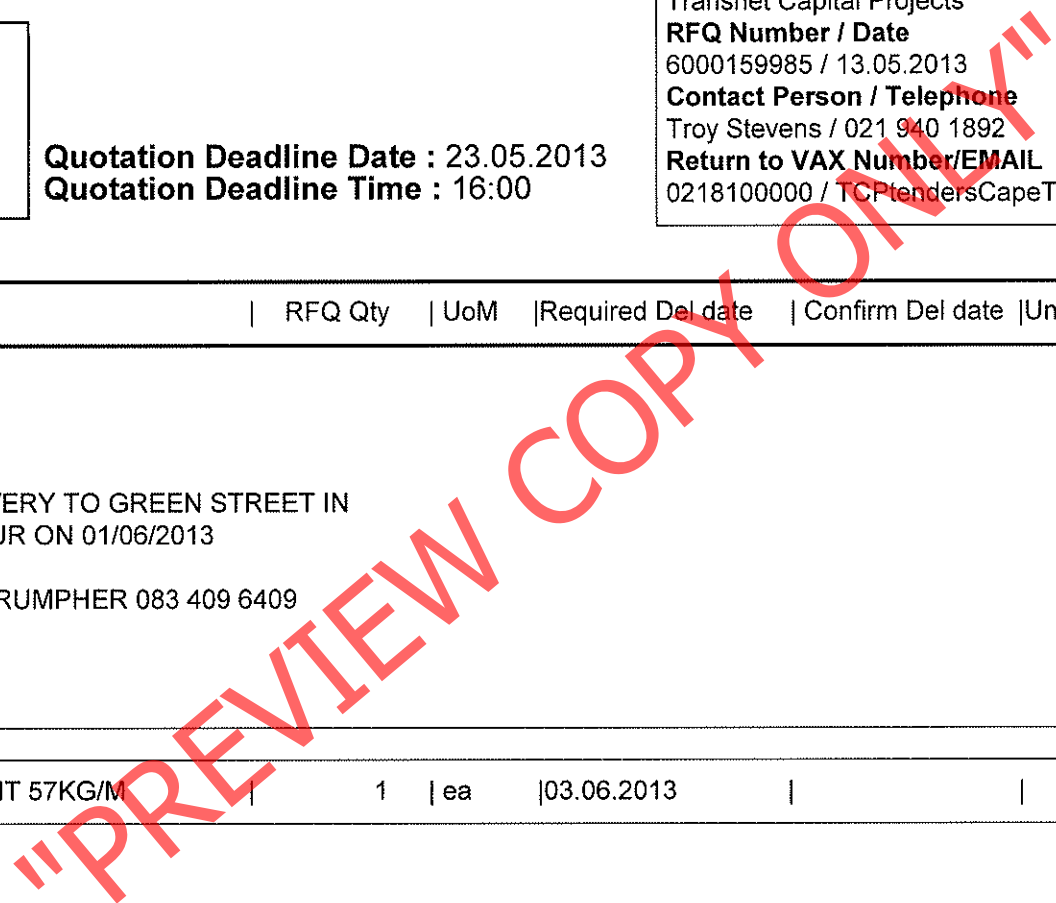 Transnet Capital Projects
RFQ Number / Date
6000159985 / 13.05.2013
Contact Person / Telephone
Troy Stevens / 021 940 1892
Return to VAX Number/EMAIL
0218100000 / TCPtendersCapeT
Quotation Deadline Date : 23.05.2013
Quotation Deadline Time : 16:00
| RFQ Qty | UoM |Required Del date | Confirm Del date |Un
VERY TO GREEN STREET IN
UR ON 01/06/2013
RUMPHER 083 409 6409
IT 57KG/M | 1 | ea |03.06.2013 | |
"PREVIEW COPY ONLY"